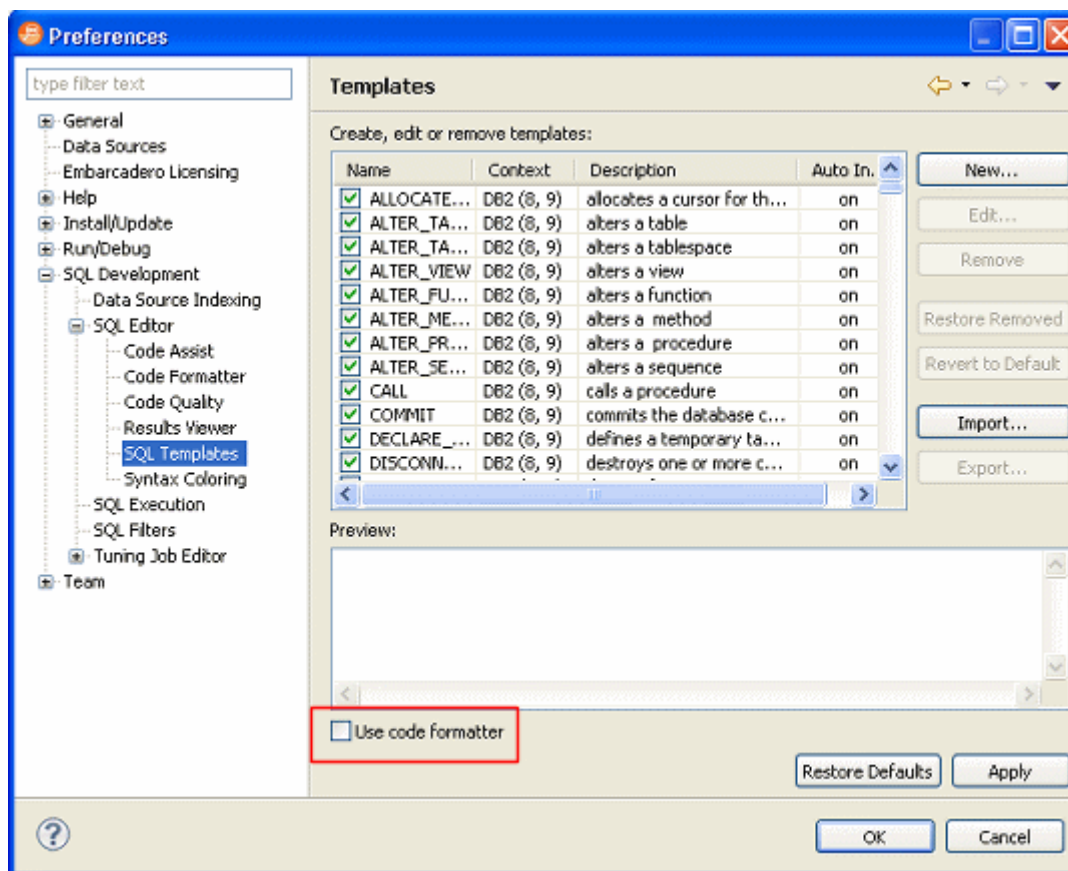 Preferences
type filter text
General
Data Sources
Embarcadero Licensing
Help
Install/Update
Run/Debug
SQL Development
Data Source Indexing
SQL Editor
Code Assist
Code Formatter
Code Quality
Results Viewer
SQL Templates
Syntax Coloring
SQL Execution
SQL Filters
Tuning Job Editor
Team
Templates
Create, edit or remove templates:
Name Context Description Auto In.
ALLOCATE... DB2 (8, 9) allocates a cursor for th... on
ALTER_TA... DB2 (8, 9) alters a table on
ALTER_TA... DB2 (8, 9) alters a tablespace on
ALTER_VIEW DB2 (8, 9) alters a view on
ALTER_FU... DB2 (8, 9) alters a function on
ALTER_ME... DB2 (8, 9) alters a method on
ALTER_PR... DB2 (8, 9) alters a procedure on
ALTER_SE... DB2 (8, 9) alters a sequence on
CALL DB2 (8, 9) calls a procedure on
COMMIT DB2 (8, 9) commits the database c... on
DECLARE_... DB2 (8, 9) defines a temporary ta... on
DISCONN... DB2 (8, 9) destroys one or more c... on
New...
Edit...
Remove
Restore Removed
Revert to Default
Import...
Export...
Preview:
Use code formatter
Restore Defaults Apply
? OK Cancel